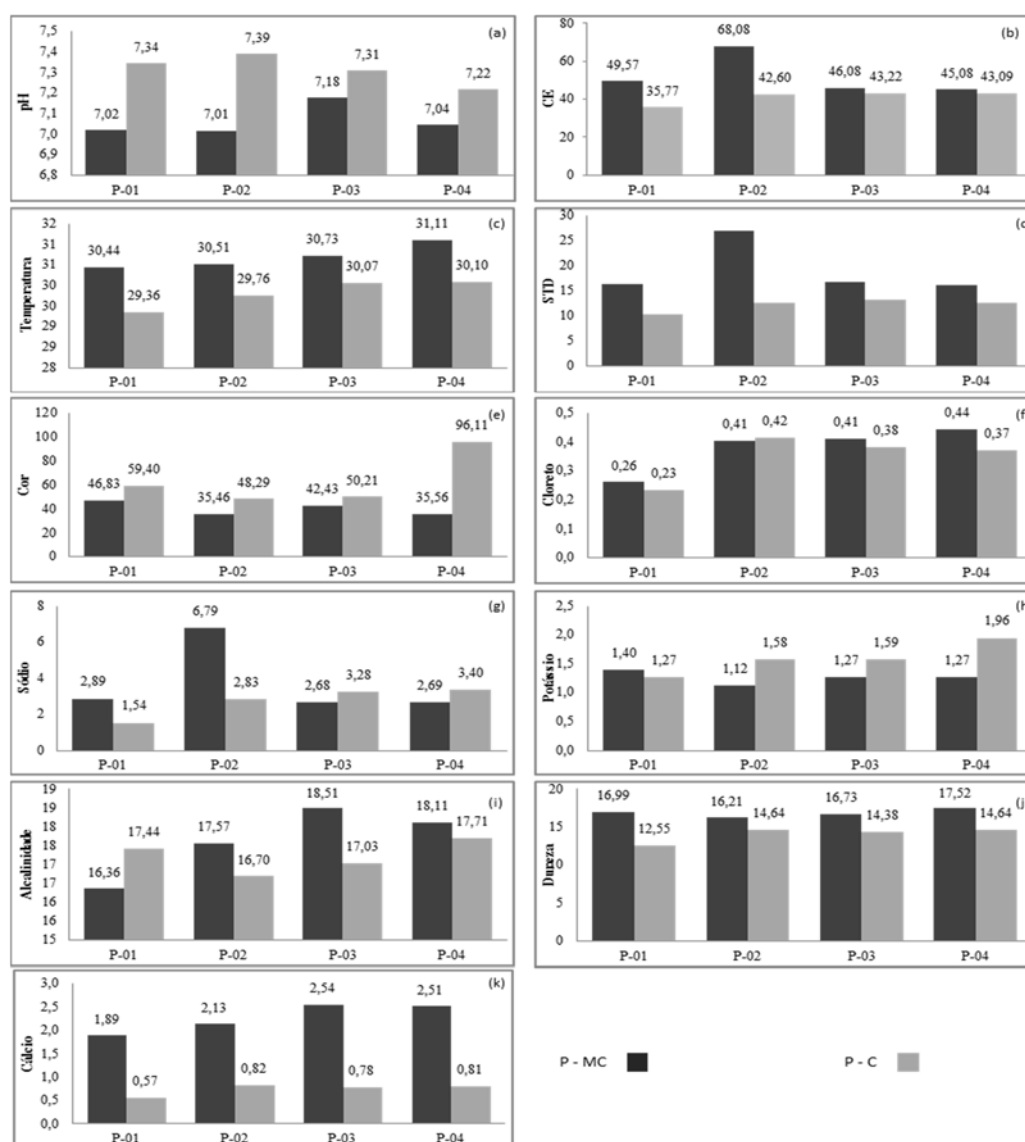 (a)
pH
7,5
7,4
7,3
7,2
7,1
7,0
6,9
6,8
7,02 7,34 7,01 7,39 7,18 7,31 7,04 7,22
P-01 P-02 P-03 P-04
(b)
CE
80
60
40
20
0
49,57 35,77 68,08 42,60 46,08 43,22 45,08 43,09
P-01 P-02 P-03 P-04
(c)
Temperatura
32
31
31
30
30
29
29
28
30,44 29,36 30,51 29,76 30,73 30,07 31,11 30,10
P-01 P-02 P-03 P-04
(d
STD
30
25
20
15
10
5
0
P-01 P-02 P-03 P-04
(e)
Cor
120
100
80
60
40
20
0
46,83 59,40 35,46 48,29 42,43 50,21 35,56 96,11
P-01 P-02 P-03 P-04
(f
Cloreto
0,5
0,4
0,3
0,2
0,1
0,0
0,26 0,23 0,41 0,42 0,41 0,38 0,44 0,37
P-01 P-02 P-03 P-04
(g)
Sódio
8
6
4
2
0
2,89 1,54 6,79 2,83 2,68 3,28 2,69 3,40
P-01 P-02 P-03 P-04
(h
Potássio
2,5
2,0
1,5
1,0
0,5
0,0
1,40 1,27 1,12 1,58 1,27 1,59 1,27 1,96
P-01 P-02 P-03 P-04
(i)
Alcalinidade
19
19
18
18
17
17
16
16
15
16,36 17,44 17,57 16,70 18,51 17,03 18,11 17,71
P-01 P-02 P-03 P-04
(j
Dureza
20
15
10
5
0
16,99 12,55 16,21 14,64 16,73 14,38 17,52 14,64
P-01 P-02 P-03 P-04
(k)
Cálcio
3,0
2,5
2,0
1,5
1,0
0,5
0,0
1,89 0,57 2,13 0,82 2,54 0,78 2,51 0,81
P-01 P-02 P-03 P-04
P - MC P - C